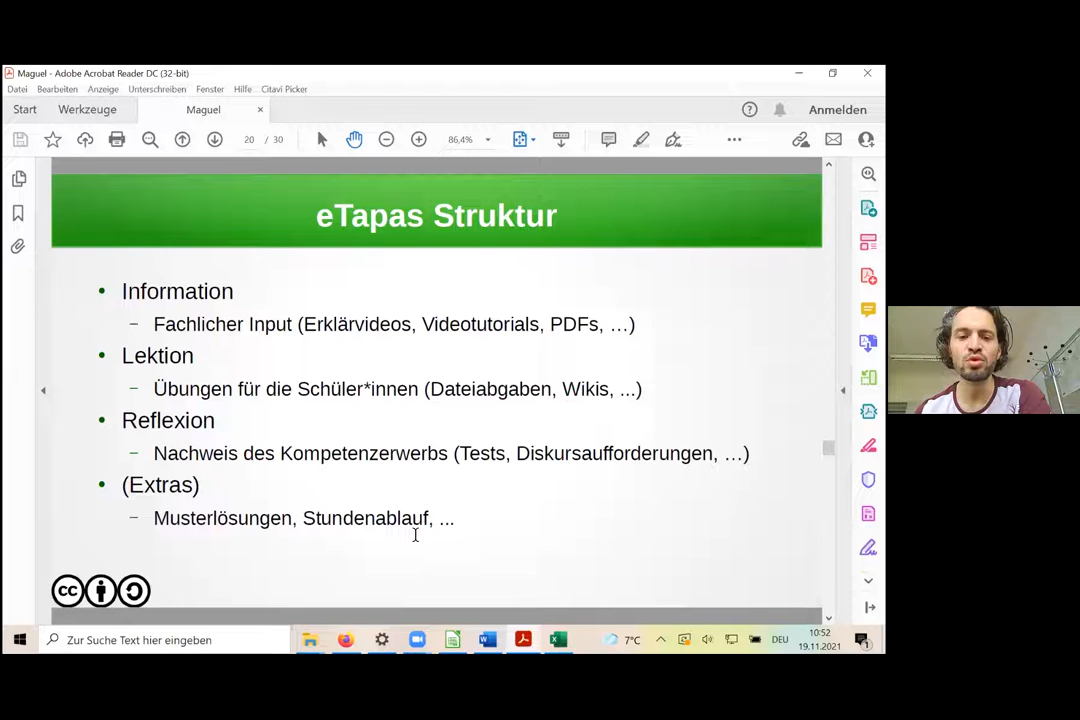 Maguel - Adobe Acrobat Reader DC (32-bit)
Datei Bearbeiten Anzeige Unterschreiben Fenster Hilfe Citavi Picker
Start Werkzeuge Maguel × Anmelden
20 / 30 86,4%
eTapas Struktur
• Information
– Fachlicher Input (Erklärvideos, Videotutorials, PDFs, …)
• Lektion
– Übungen für die Schüler*innen (Dateiabgaben, Wikis, ...)
• Reflexion
– Nachweis des Kompetenzerwerbs (Tests, Diskursaufforderungen, …)
• (Extras)
– Musterlösungen, Stundenablauf, ...
cc
Zur Suche Text hier eingeben
7°C DEU 10:52
19.11.2021
1